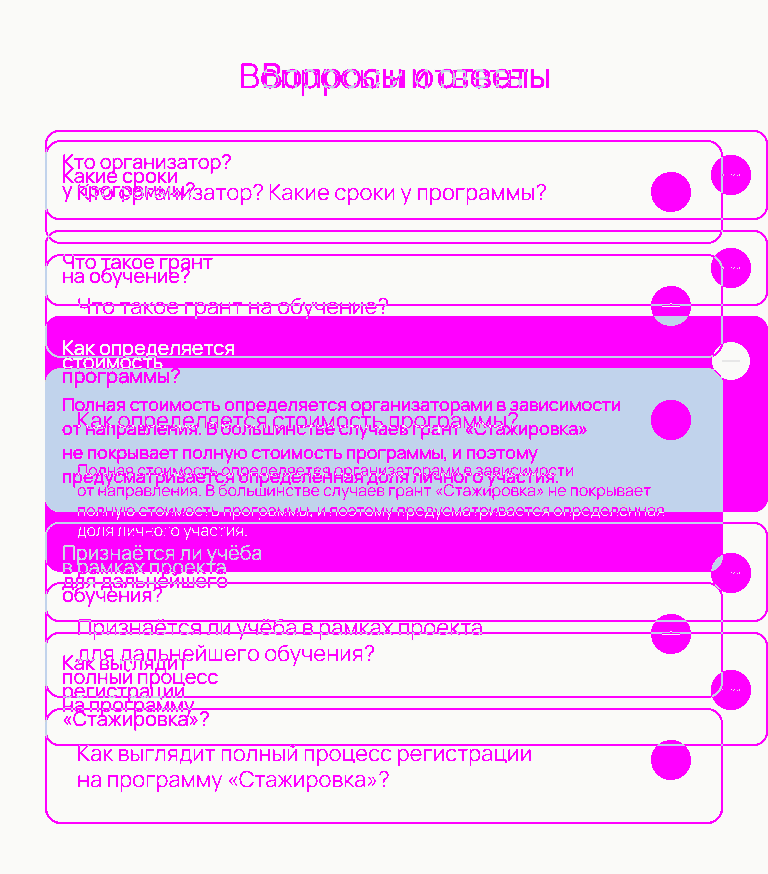 Вопросы и ответы
Вопросы и ответы
Кто организатор?
Какие сроки
у программы?
Кто организатор? Какие сроки у программы?
Что такое грант
на обучение?
Что такое грант на обучение?
Как определяется
стоимость
программы?
Полная стоимость определяется организаторами в зависимости
от направления. В большинстве случаев грант «Стажировка»
не покрывает полную стоимость программы, и поэтому
предусматривается определённая доля личного участия.
Как определяется стоимость программы?
Полная стоимость определяется организаторами в зависимости
от направления. В большинстве случаев грант «Стажировка» не покрывает
полную стоимость программы, и поэтому предусматривается определённая
доля личного участия.
Признаётся ли учёба
в рамках проекта
для дальнейшего
обучения?
Признаётся ли учёба в рамках проекта
для дальнейшего обучения?
Как выглядит
полный процесс
регистрации
на программу
«Стажировка»?
Как выглядит полный процесс регистрации
на программу «Стажировка»?